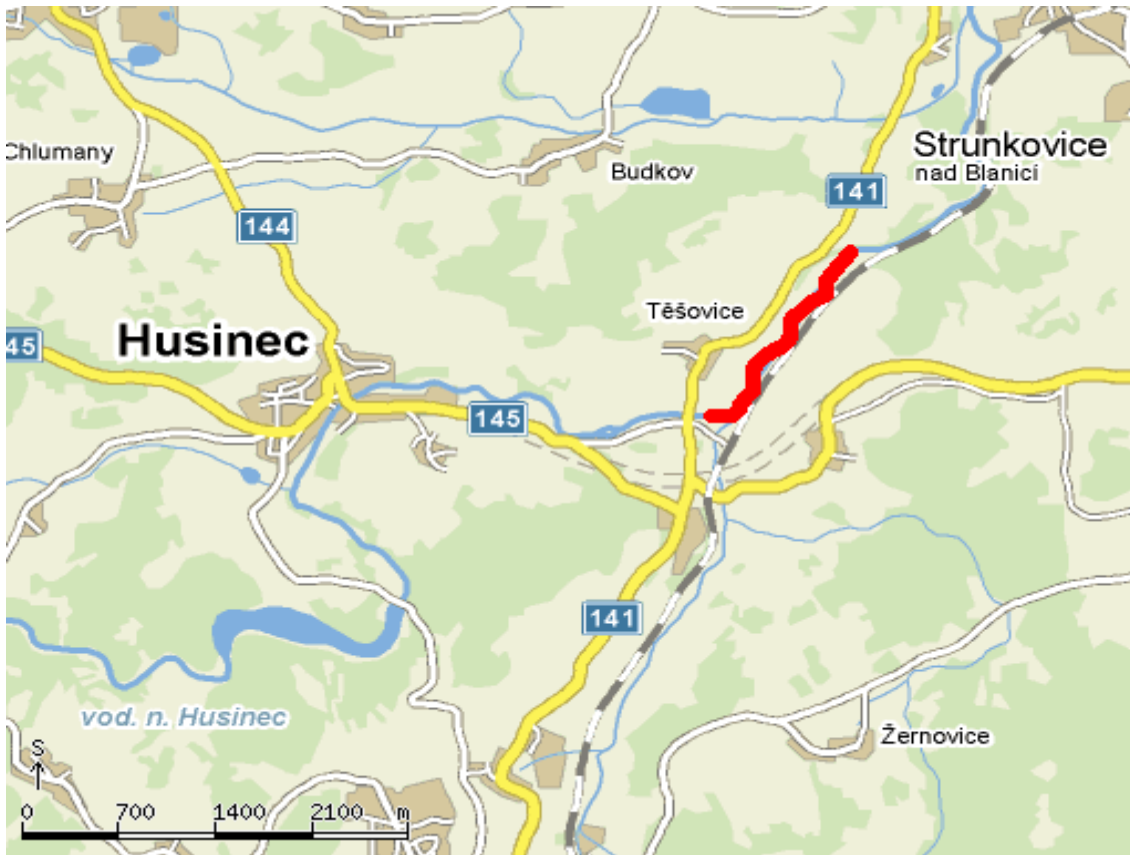 Strunkovice
nad Blanicí
Chlumany
Budkov
141
144
Těšovice
Husinec
45
145
141
vod. n. Husinec
Žernovice
S
0 700 1400 2100 m